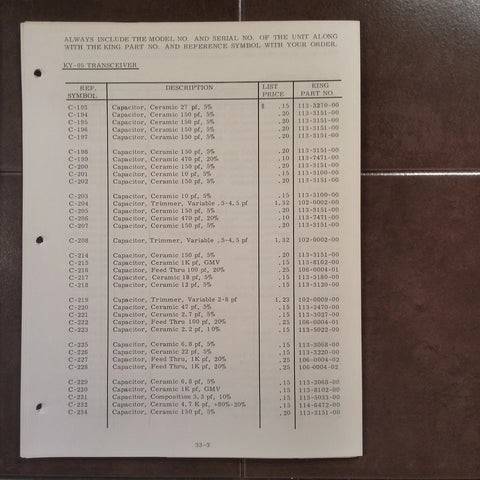 ALWAYS INCLUDE THE MODEL NO. AND SERIAL NO. OF THE UNIT ALONG
WITH THE KING PART NO. AND REFERENCE SYMBOL WITH YOUR ORDER.
KY-95 TRANSCEIVER
REF. SYMBOL DESCRIPTION LIST PRICE KING PART NO.
C-193 Capacitor, Ceramic 27 pf, 5% $ .15 113-3270-00
C-194 Capacitor, Ceramic 150 pf, 5% .20 113-3151-00
C-195 Capacitor, Ceramic 150 pf, 5% .20 113-3151-00
C-196 Capacitor, Ceramic 150 pf, 5% .20 113-3151-00
C-197 Capacitor, Ceramic 150 pf, 5% .20 113-3151-00
C-198 Capacitor, Ceramic 150 pf, 5% .20 113-3151-00
C-199 Capacitor, Ceramic 470 pf, 20% .10 113-7471-00
C-200 Capacitor, Ceramic 150 pf, 5% .20 113-3151-00
C-201 Capacitor, Ceramic 10 pf, 5% .15 113-3100-00
C-202 Capacitor, Ceramic 150 pf, 5% .20 113-3151-00
C-203 Capacitor, Ceramic 10 pf, 5% .15 113-3100-00
C-204 Capacitor, Trimmer, Variable .5-4.5 pf 1.32 102-0002-00
C-205 Capacitor, Ceramic 150 pf, 5% .20 113-3151-00
C-206 Capacitor, Ceramic 470 pf, 20% .10 113-7471-00
C-207 Capacitor, Ceramic 150 pf, 5% .20 113-3151-00
C-208 Capacitor, Trimmer, Variable .5-4.5 pf 1.32 102-0002-00
C-214 Capacitor, Ceramic 150 pf, 5% .20 113-3151-00
C-215 Capacitor, Ceramic 1K pf, GMV .15 113-8102-00
C-216 Capacitor, Feed Thru 100 pf, 20% .25 106-0004-01
C-217 Capacitor, Ceramic 18 pf, 5% .15 113-3180-00
C-218 Capacitor, Ceramic 12 pf, 5% .15 113-3120-00
C-219 Capacitor, Trimmer, Variable 2-8 pf 1.23 102-0009-00
C-220 Capacitor, Ceramic 47 pf, 5% .15 113-3470-00
C-221 Capacitor, Ceramic 2.7 pf, 5% .15 113-3027-00
C-222 Capacitor, Feed Thru 100 pf, 20% .25 106-0004-01
C-223 Capacitor, Ceramic 2.2 pf, 10% .15 113-5022-00
C-225 Capacitor, Ceramic 6.8 pf, 5% .15 113-3068-00
C-226 Capacitor, Ceramic 22 pf, 5% .15 113-3220-00
C-227 Capacitor, Feed Thru, 1K pf, 20% .25 106-0004-02
C-228 Capacitor, Feed Thru, 1K pf, 20% .25 106-0004-02
C-229 Capacitor, Ceramic 6.8 pf, 5% .15 113-3068-00
C-230 Capacitor, Ceramic 1K pf, GMV .15 113-8102-00
C-231 Capacitor, Composition 3.3 pf, 10% .15 113-5033-00
C-232 Capacitor, Ceramic 4.7 K pf, +80%-20% .15 114-6472-00
C-234 Capacitor, Ceramic 150 pf, 5% .20 113-3151-00
33-3